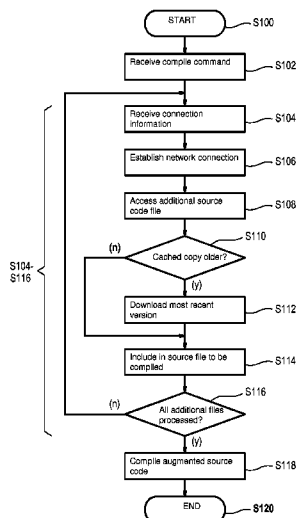 START
S100
Receive compile command
S102
Receive connection
information
S104
Establish network connection
S106
Access additional source
code file
S108
S110
(n)
Cached copy older?
(y)
S104-
S116
Download most recent
version
S112
Include in source file to be
compiled
S114
(n)
S116
All additional files
processed?
(y)
Compile augmented source
code
S118
END
S120